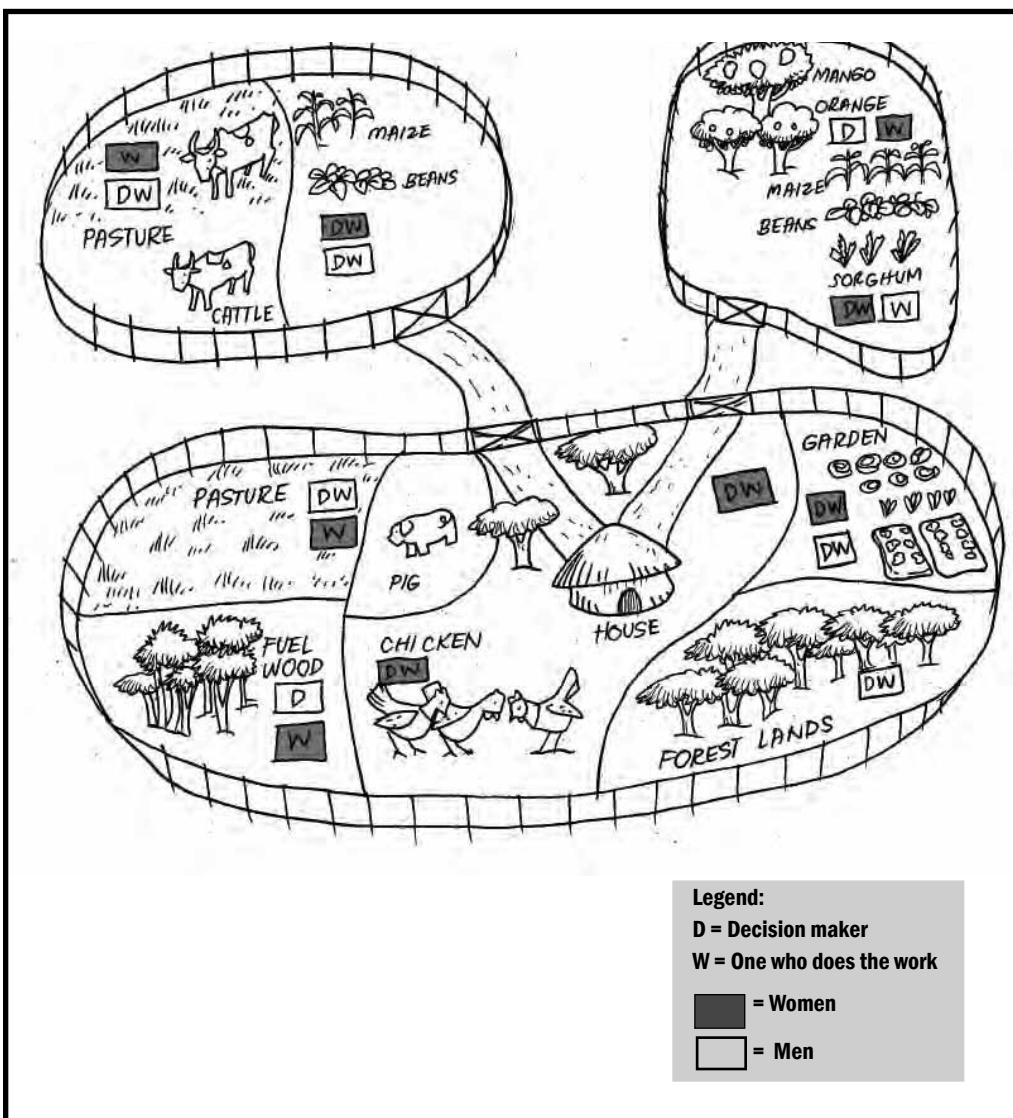 MANGO
ORANGE
D W
MAIZE
BEANS
SORGHUM
DW W
W
DW
PASTURE
CATTLE
MAIZE
BEANS
DW
DW
PASTURE
DW
W
PIG
DW
GARDEN
DW
DW
HOUSE
FUEL
WOOD
D
W
CHICKEN
DW
DW
FOREST LANDS
Legend:
D = Decision maker
W = One who does the work
= Women
= Men